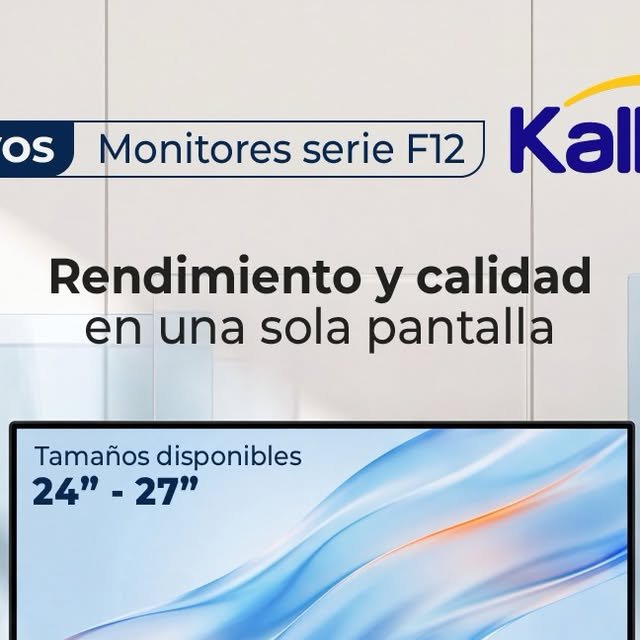 Monitores serie F12
Rendimiento y calidad
en una sola pantalla
Tamaños disponibles
24” - 27”